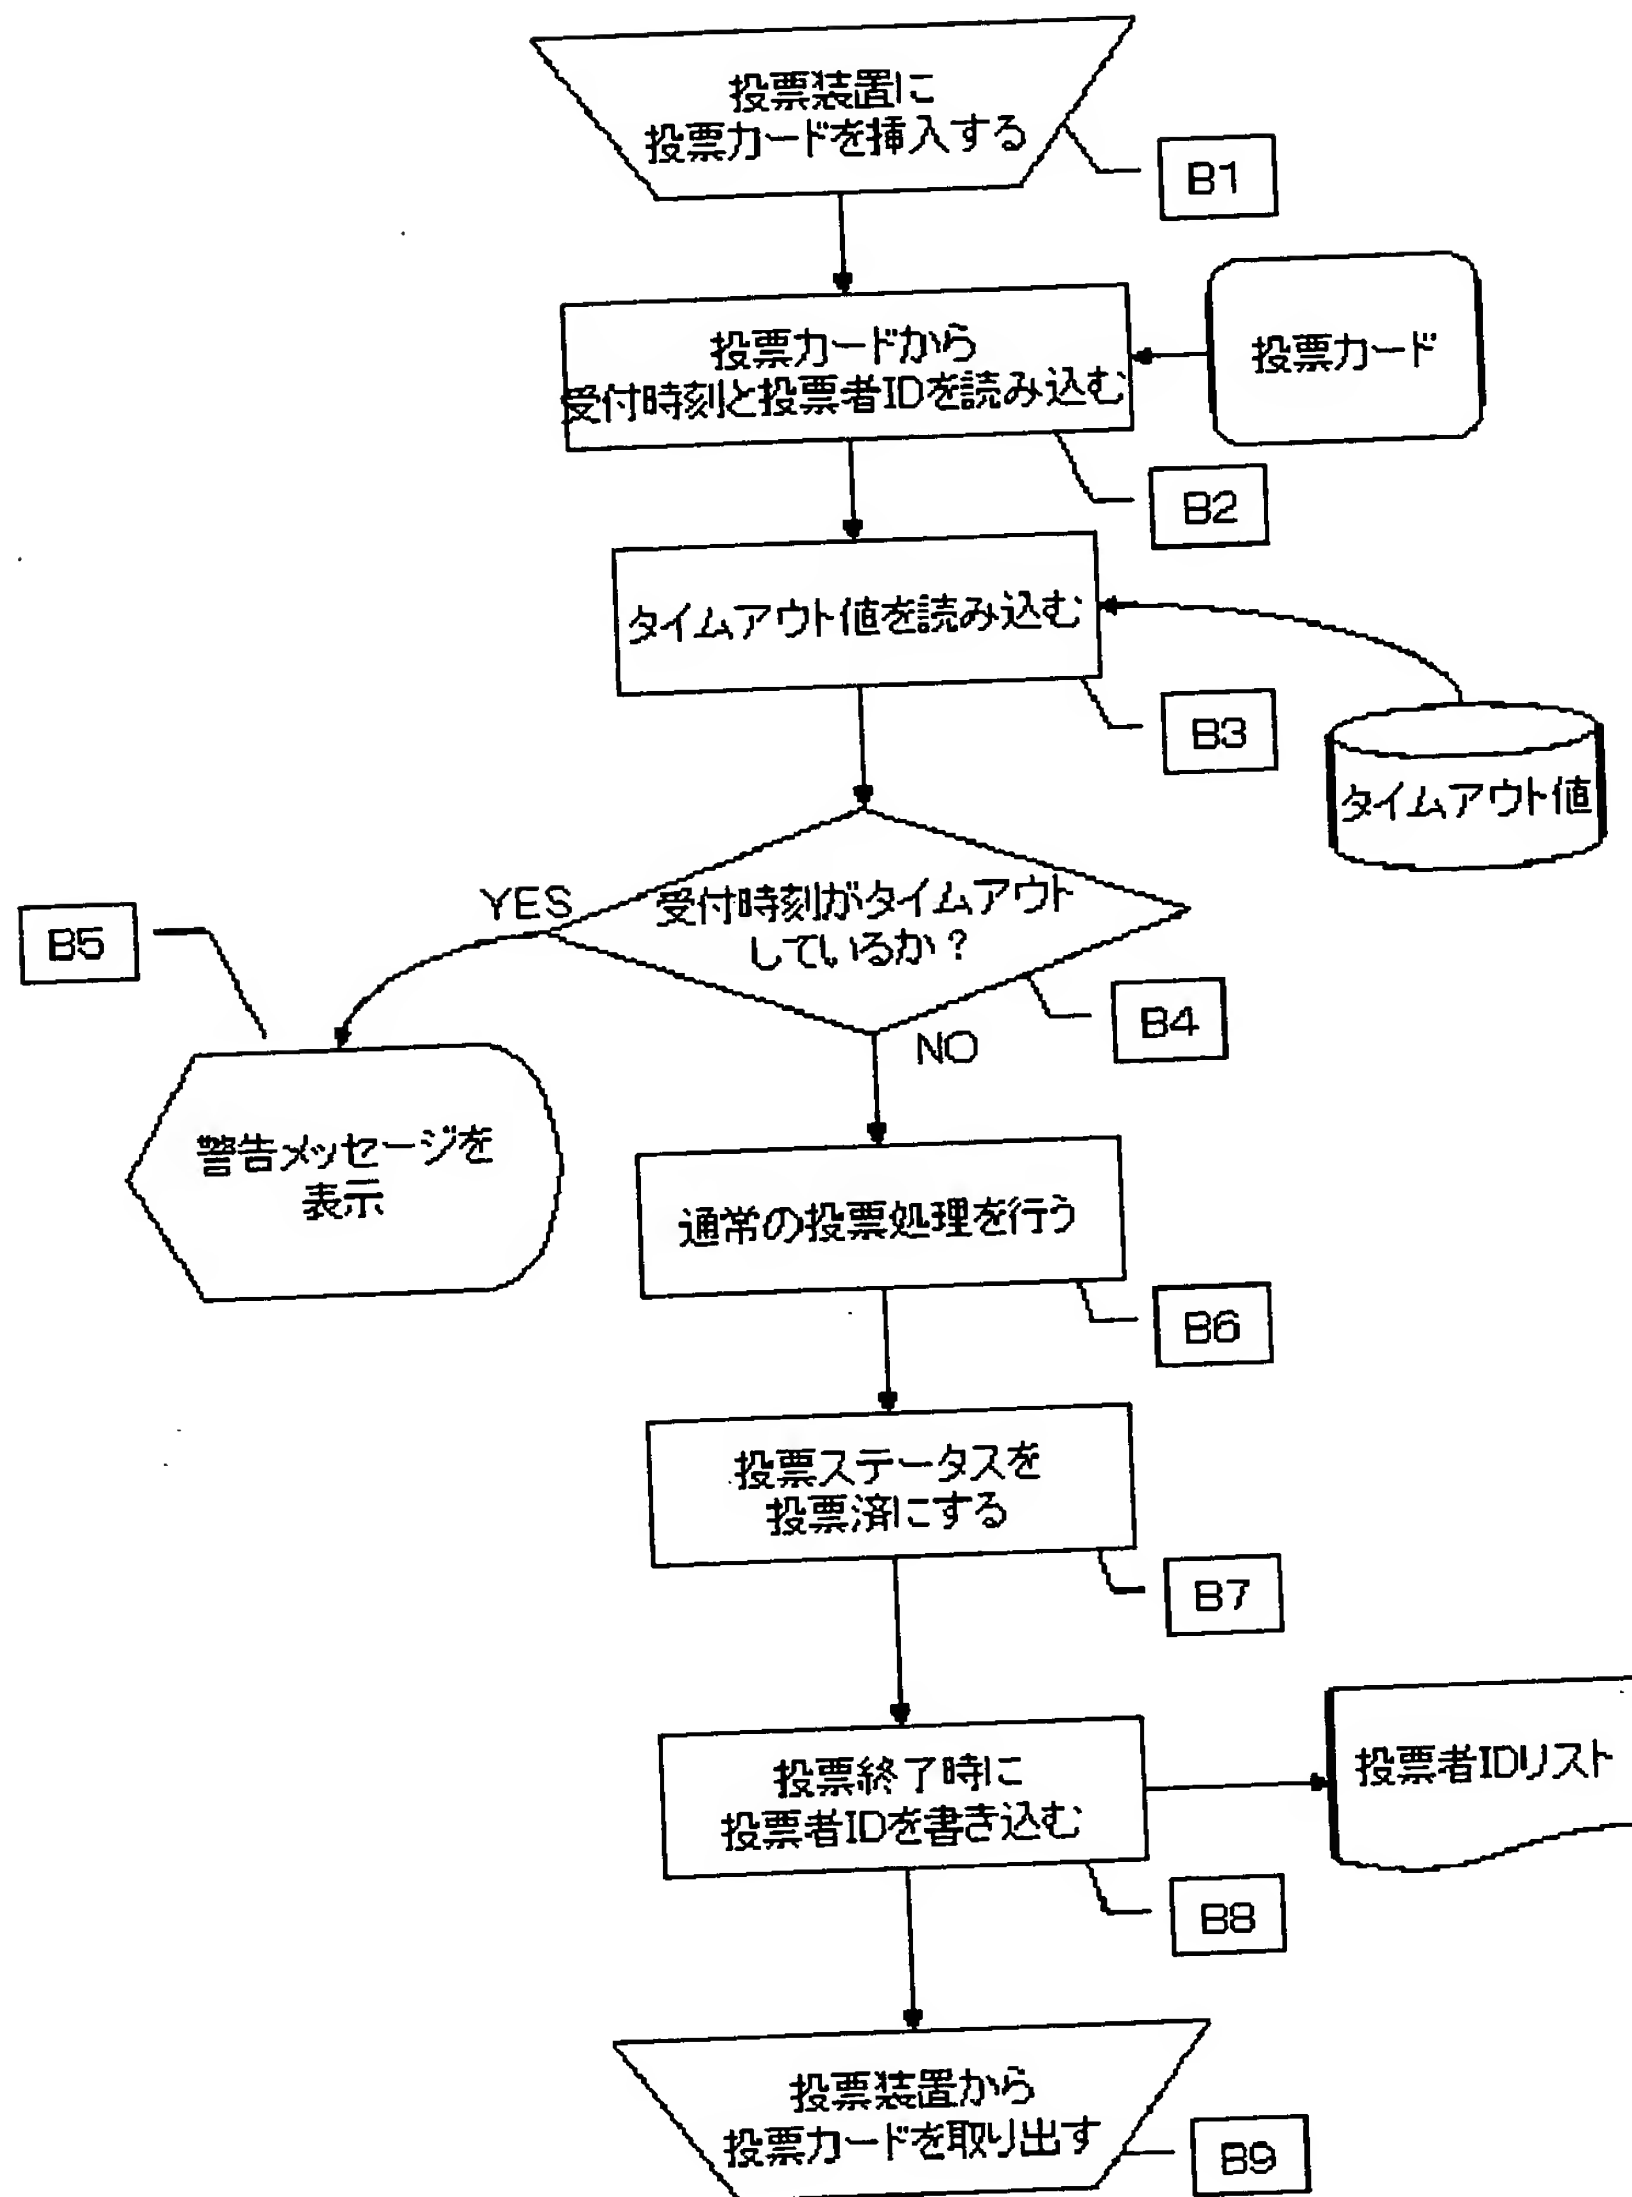 投票装置に
投票カードを挿入する
B1
投票カードから
受付時刻と投票者IDを読み込む
投票カード
B2
タイムアウト値を読み込む
B3
タイムアウト値
YES
受付時刻がタイムアウト
しているか？
B5
B4
NO
警告メッセージを
表示
通常の投票処理を行う
B6
投票ステータスを
投票済にする
B7
投票終了時に
投票者IDを書き込む
投票者IDリスト
B8
投票装置から
投票カードを取り出す
B9